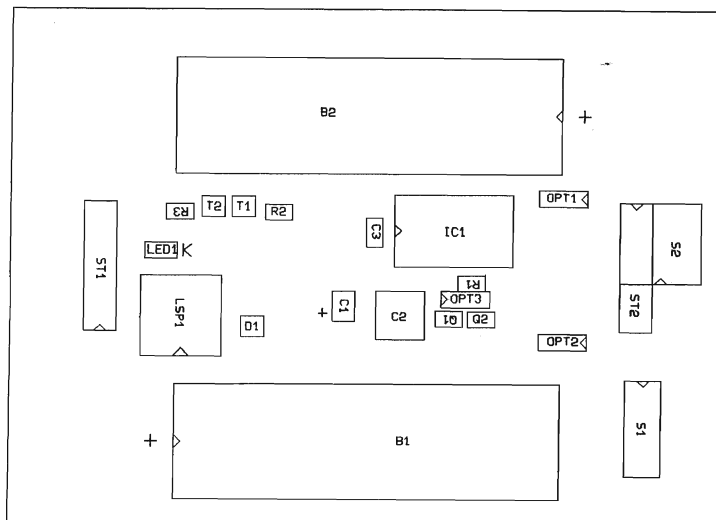 B2
+
OPT1
R3
T2
T1
R2
C3
IC1
S2
ST1
LED1
K
R1
LSP1
C1
+
C2
OPT3
ST2
D1
Q1
Q2
OPT2
+
B1
S1